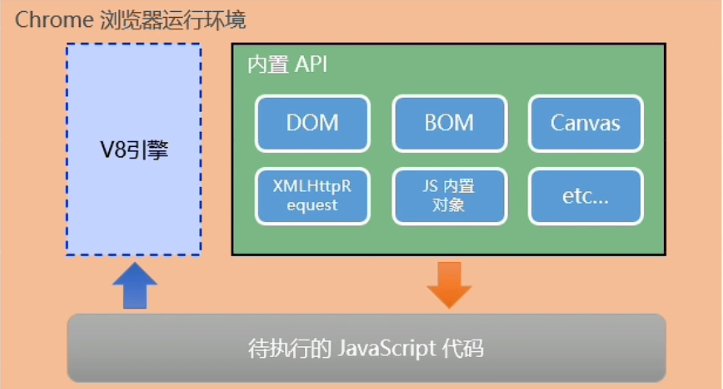 Chrome 浏览器运行环境
V8引擎
内置 API
DOM
BOM
Canvas
XMLHttpR
equest
JS 内置
对象
etc...
待执行的 JavaScript 代码